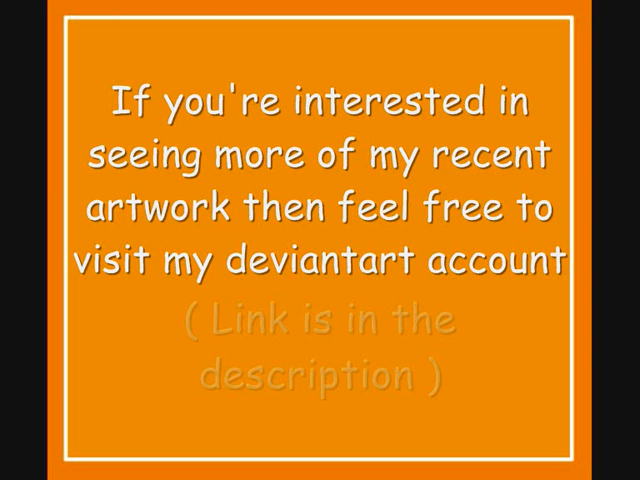 If you're interested in
seeing more of my recent
artwork then feel free to
visit my deviantart account
( Link is in the
description )